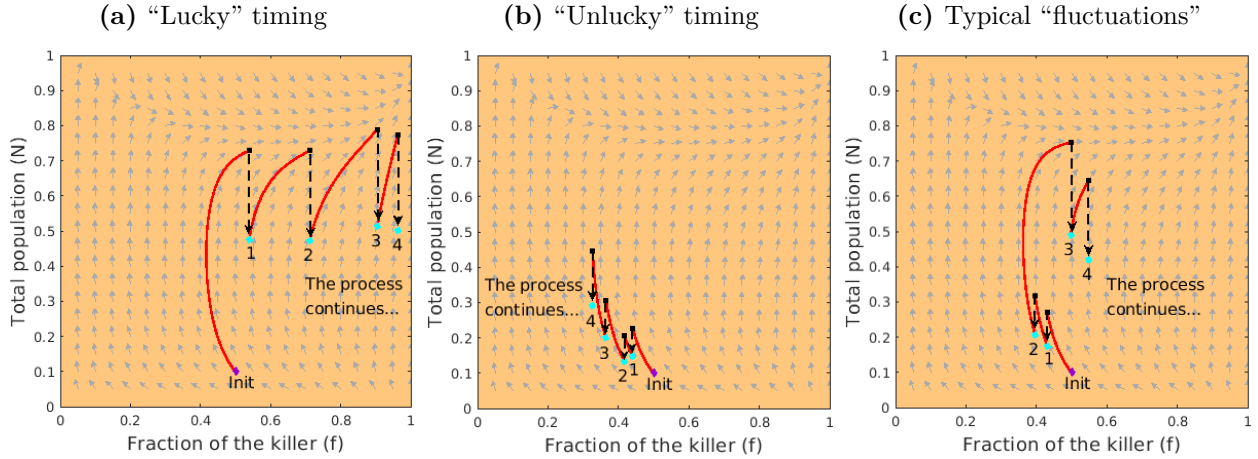 (a) “Lucky” timing
1
0.9
0.8
0.7
0.6
0.5
0.4
0.3
0.2
0.1
0
Total population (N)
1
2
3
4
The process
continues...
Init
0 0.2 0.4 0.6 0.8 1
Fraction of the killer (f)
(b) “Unlucky” timing
1
0.9
0.8
0.7
0.6
0.5
0.4
0.3
0.2
0.1
0
Total population (N)
The process
continues...
4
3
2
1
Init
0 0.2 0.4 0.6 0.8 1
Fraction of the killer (f)
(c) Typical “fluctuations”
1
0.9
0.8
0.7
0.6
0.5
0.4
0.3
0.2
0.1
0
Total population (N)
3
4
The process
continues...
2
1
Init
0 0.2 0.4 0.6 0.8 1
Fraction of the killer (f)